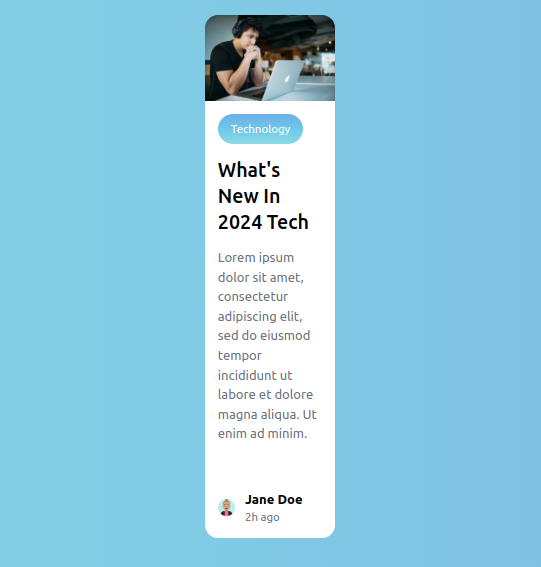 Technology
What's
New In
2024 Tech
Lorem ipsum
dolor sit amet,
consectetur
adipiscing elit,
sed do eiusmod
tempor
incididunt ut
labore et dolore
magna aliqua. Ut
enim ad minim.
Jane Doe
2h ago